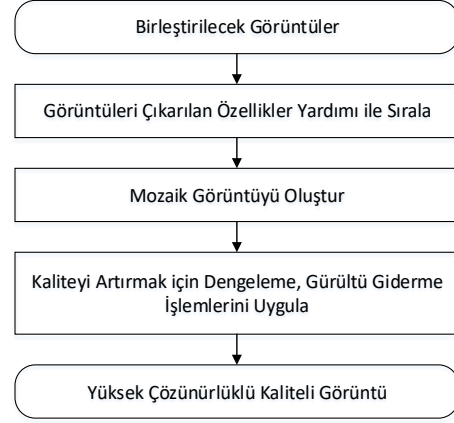 Birleştirilecek Görüntüler
Görüntüleri Çıkarılan Özellikler Yardımı ile Sırala
Mozaik Görüntüyü Oluştur
Kaliteyi Artırmak için Dengeleme, Gürültü Giderme
İşlemlerini Uygula
Yüksek Çözünürlüklü Kaliteli Görüntü